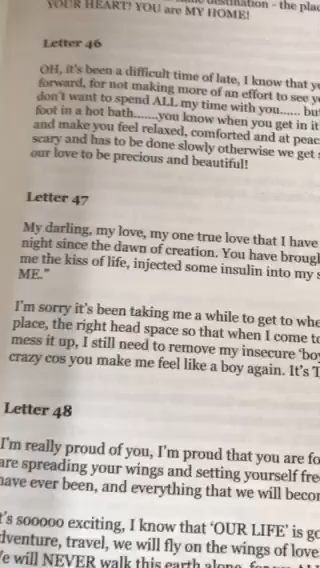 destination - the
YOUR HEART! YOU are MY HOME!
Letter 46
OH, it's been a difficult time of late, I know that
forward, for not making more of an effort to see
don't want to spend ALL my time with you...... but
foot in a hot bath.......you know when you get in it
and make you feel relaxed, comforted and at
scary and has to be done slowly otherwise we get
our love to be precious and beautiful!
Letter 47
My darling, my love, my one true love that I have
night since the dawn of creation. You have
me the kiss of life, injected some insulin into my
ME."
I'm sorry it's been taking me a while to get to
place, the right head space so that when I come
mess it up, I still need to remove my insecure
crazy cos you make me feel like a boy again. It's
Letter 48
I'm really proud of you, I'm proud that you are
are spreading your wings and setting yourself
have ever been, and everything that we will
It's sooooo exciting, I know that 'OUR LIFE' is
adventure, travel, we will fly on the wings of love
We will NEVER walk this earth alone,